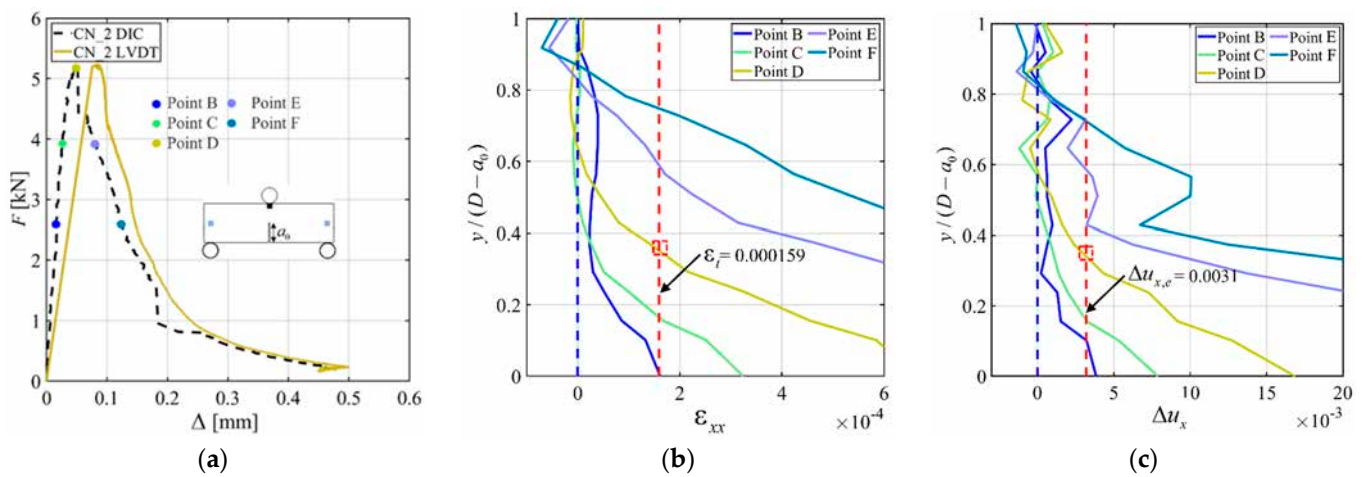 CN_2 DIC
CN_2 LVDT
Point B
Point E
Point C
Point F
Point D
a₀
F [kN]
6
5
4
3
2
1
0
0
0.1
0.2
0.3
0.4
0.5
0.6
Δ [mm]
(a)
Point B
Point E
Point C
Point F
Point D
εₜ = 0.000159
y / (D − a₀)
1
0.8
0.6
0.4
0.2
0
0
2
4
6
×10⁻⁴
εₓₓ
(b)
Point B
Point E
Point C
Point F
Point D
Δuₓ,ₑ = 0.0031
y / (D − a₀)
1
0.8
0.6
0.4
0.2
0
0
5
10
15
20
×10⁻³
Δuₓ
(c)